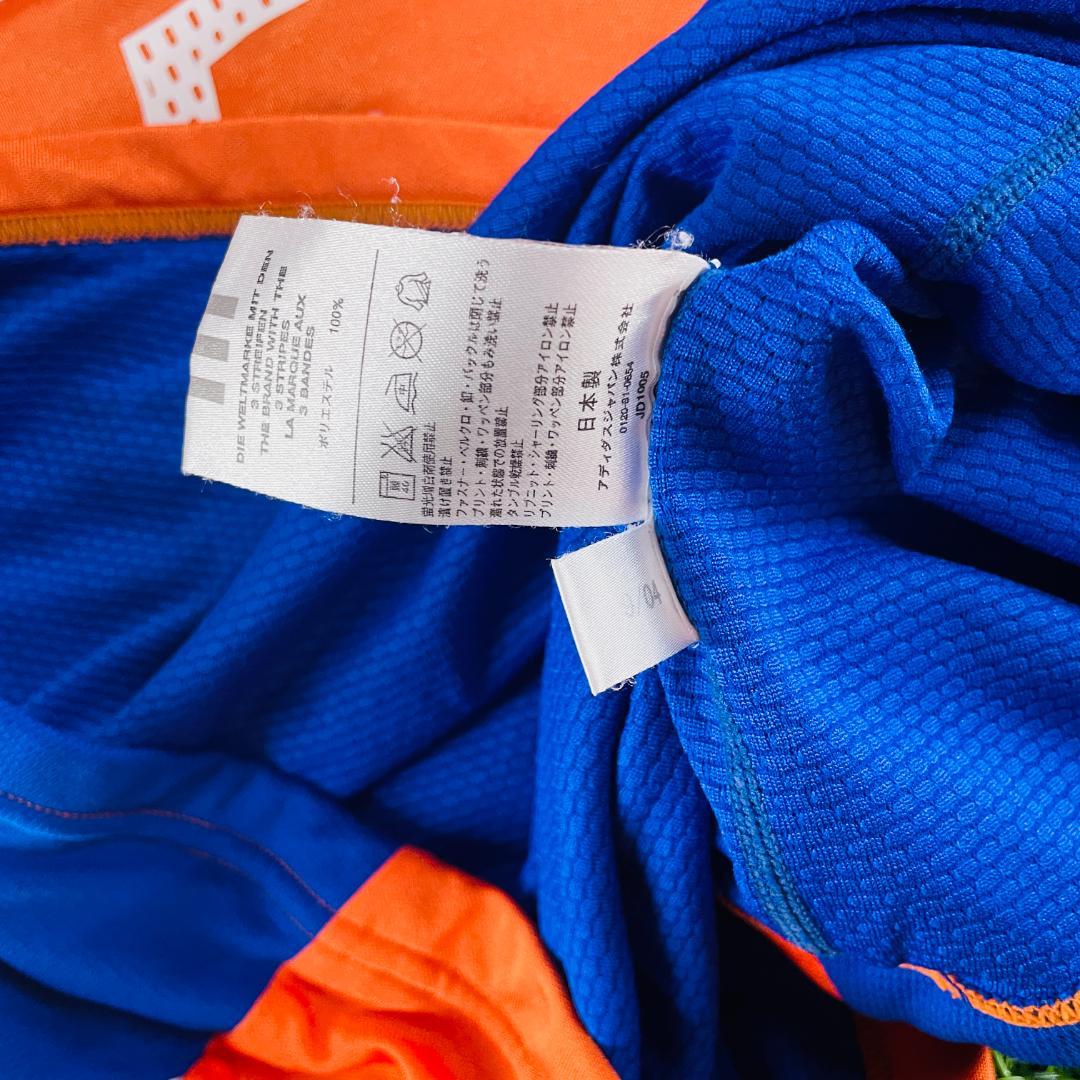 DIE WELTMARKE MIT DEN
3 STREIFEN
THE BRAND WITH THE
3 STRIPES
LA MARQUE AUX
3 BANDES
ポリエステル 100%
40
蛍光増白剤使用禁止
漬け置き禁止
ファスナー・ベルクロ・釦・バックルは閉じて洗う
プリント・刺繍・ワッペン部分もみ洗い禁止
濡れた状態での放置禁止
タンブル乾燥禁止
リブニット・シャーリング部分アイロン禁止
プリント・刺繍・ワッペン部分アイロン禁止
日本製
アディダスジャパン株式会社
0120-81-0654
JD1005